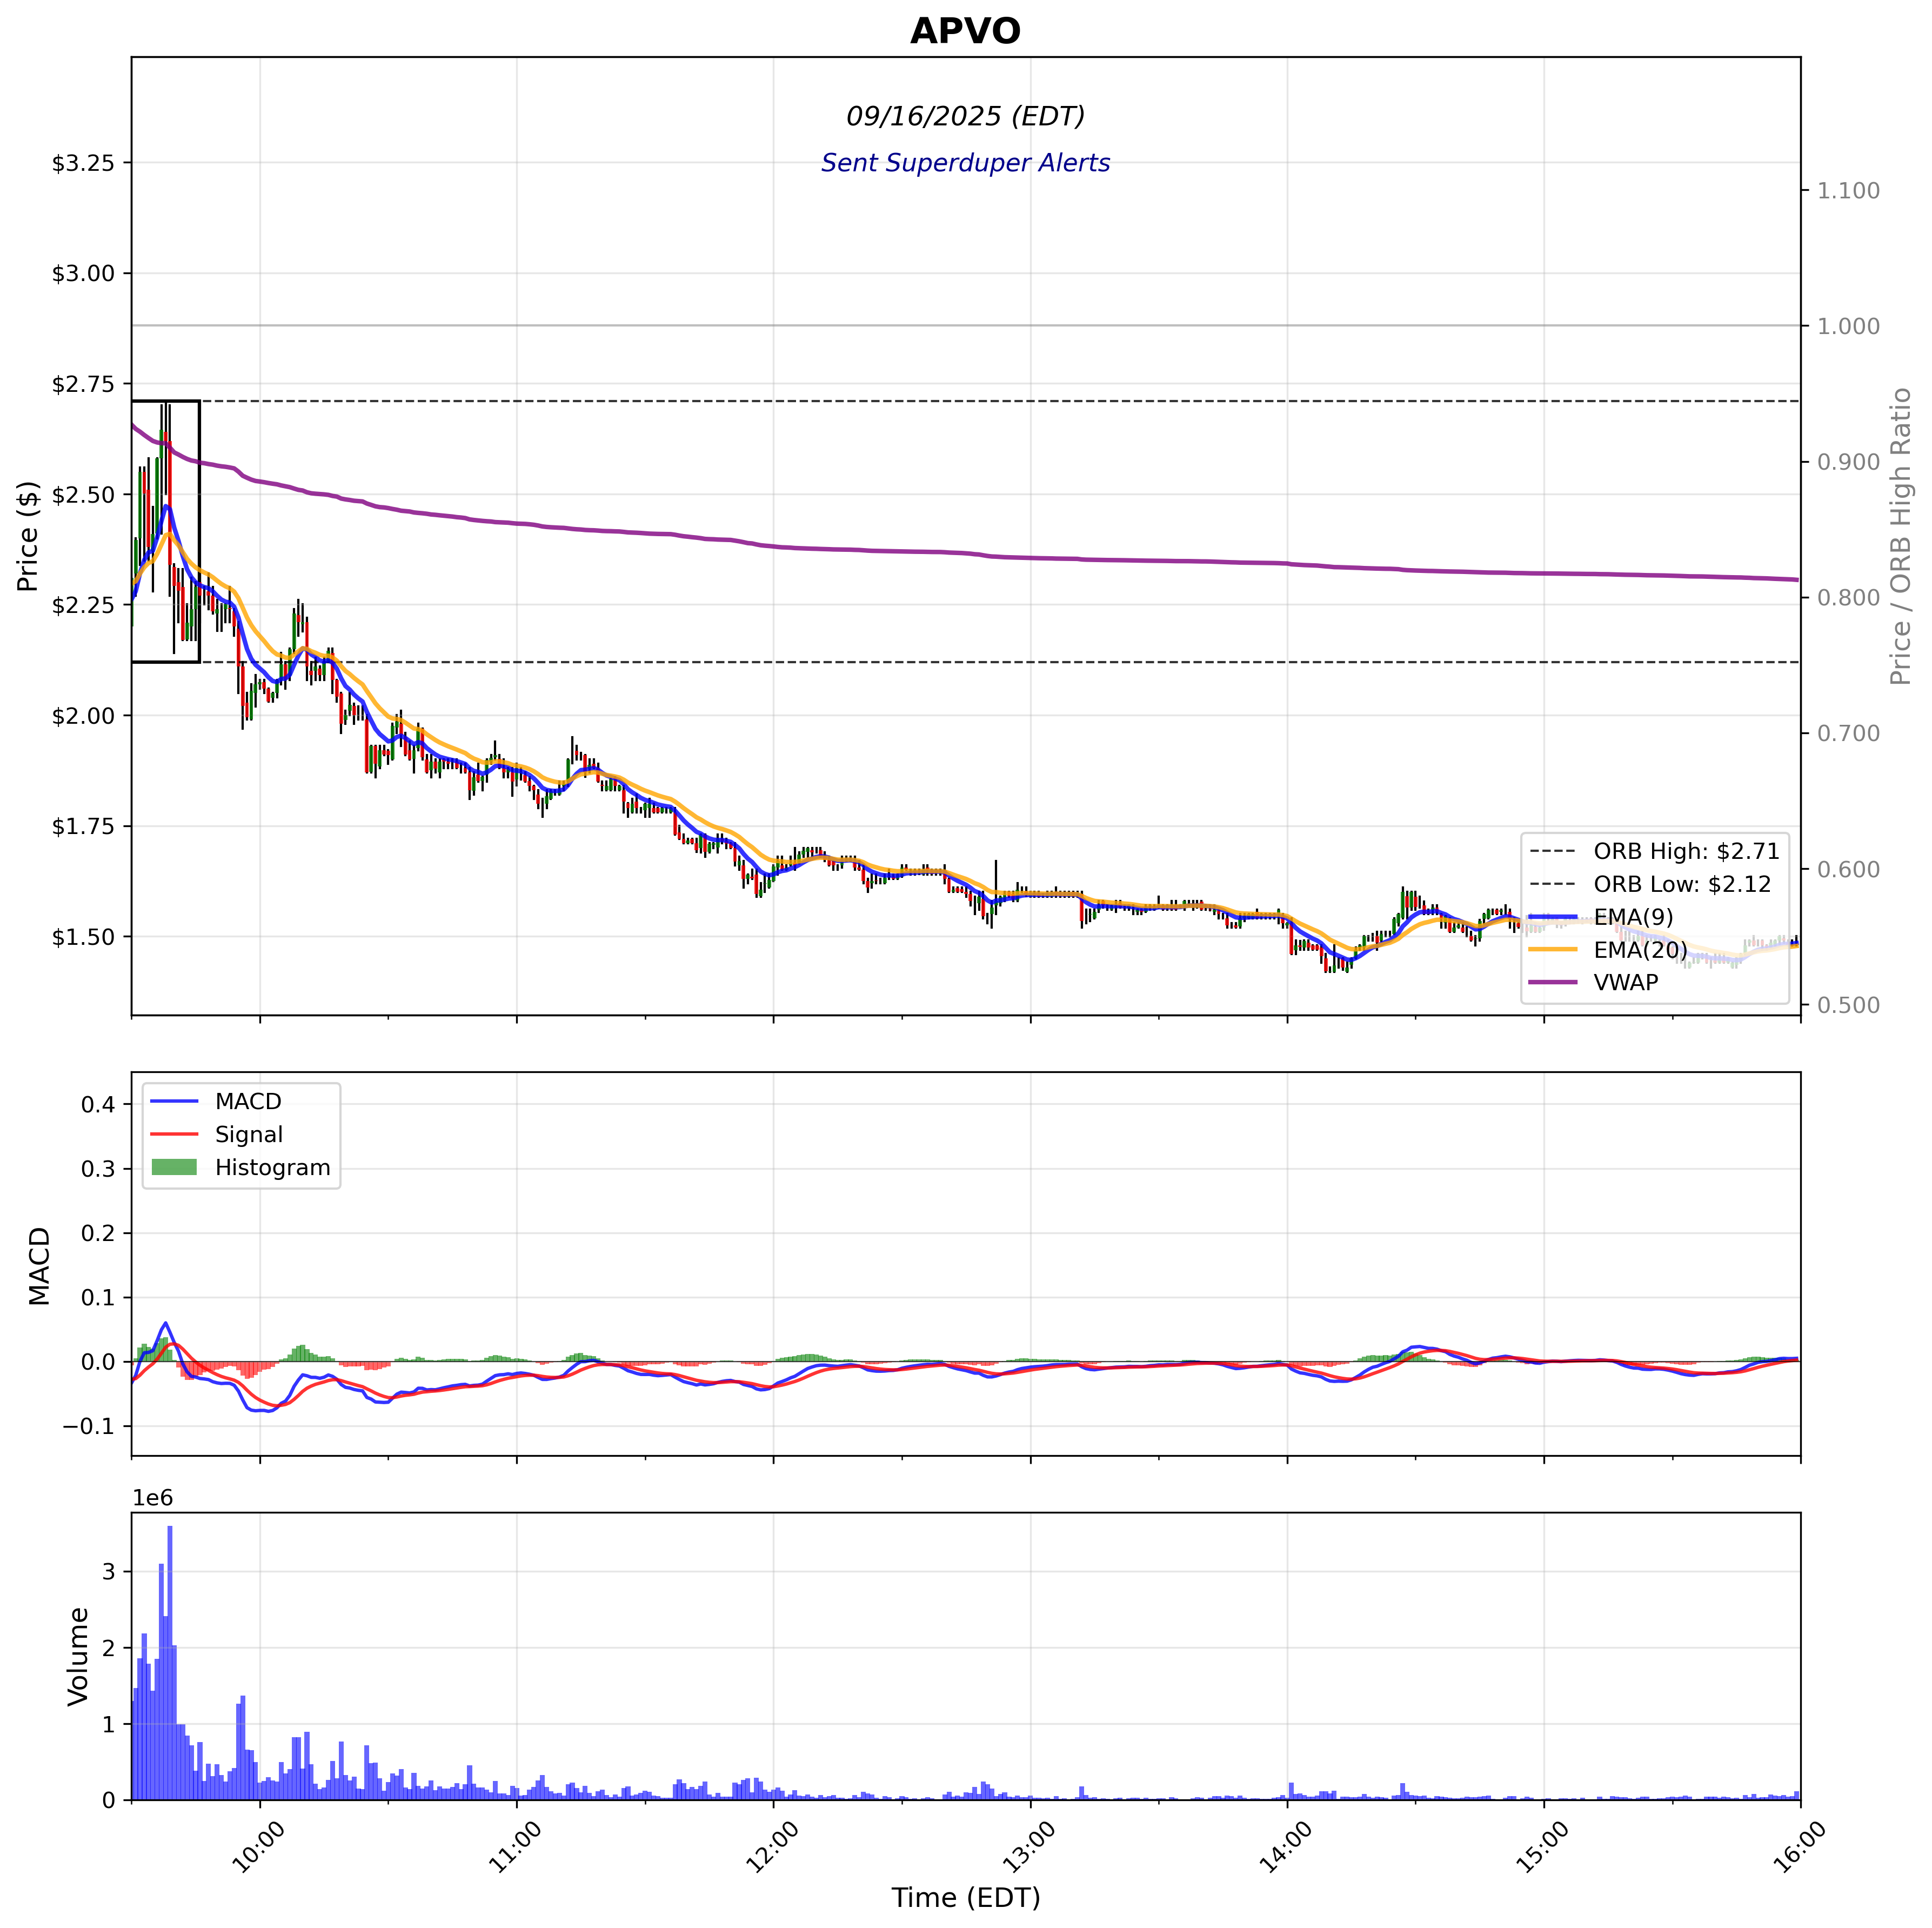 APVO
09/16/2025 (EDT)
Sent Superduper Alerts
Price ($)
$3.25
$3.00
$2.75
$2.50
$2.25
$2.00
$1.75
$1.50
1.100
1.000
0.900
0.800
0.700
0.600
0.500
Price / ORB High Ratio
ORB High: $2.71
ORB Low: $2.12
EMA(9)
EMA(20)
VWAP
MACD
0.4
0.3
0.2
0.1
0.0
−0.1
MACD
Signal
Histogram
1e6
Volume
3
2
1
0
10:00
11:00
12:00
13:00
14:00
15:00
16:00
Time (EDT)